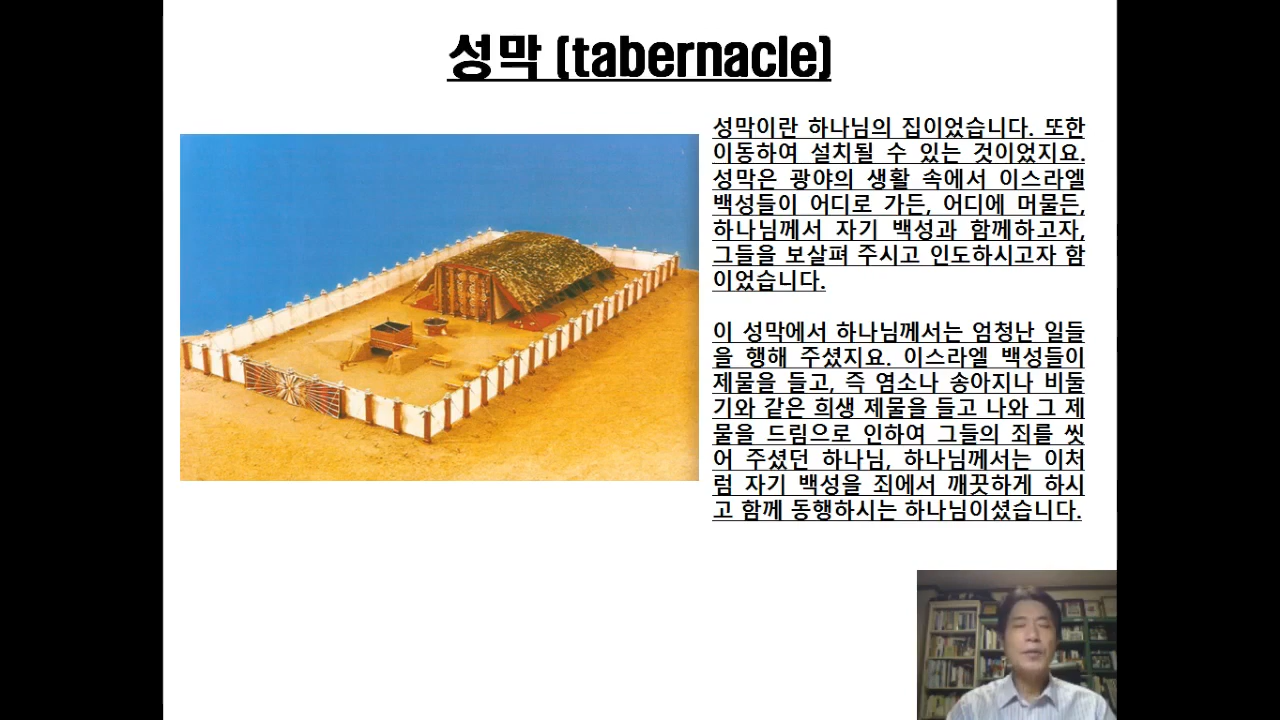 성막 (tabernacle)
성막이란 하나님의 집이었습니다. 또한
이동하여 설치될 수 있는 것이었지요.
성막은 광야의 생활 속에서 이스라엘
백성들이 어디로 가든, 어디에 머물든,
하나님께서 자기 백성과 함께하고자,
그들을 보살펴 주시고 인도하시고자 함
이었습니다.
이 성막에서 하나님께서는 엄청난 일들
을 행해 주셨지요. 이스라엘 백성들이
제물을 들고, 즉 염소나 송아지나 비둘
기와 같은 희생 제물을 들고 나와 그 제
물을 드림으로 인하여 그들의 죄를 씻
어 주셨던 하나님, 하나님께서는 이처
럼 자기 백성을 죄에서 깨끗하게 하시
고 함께 동행하시는 하나님이셨습니다.